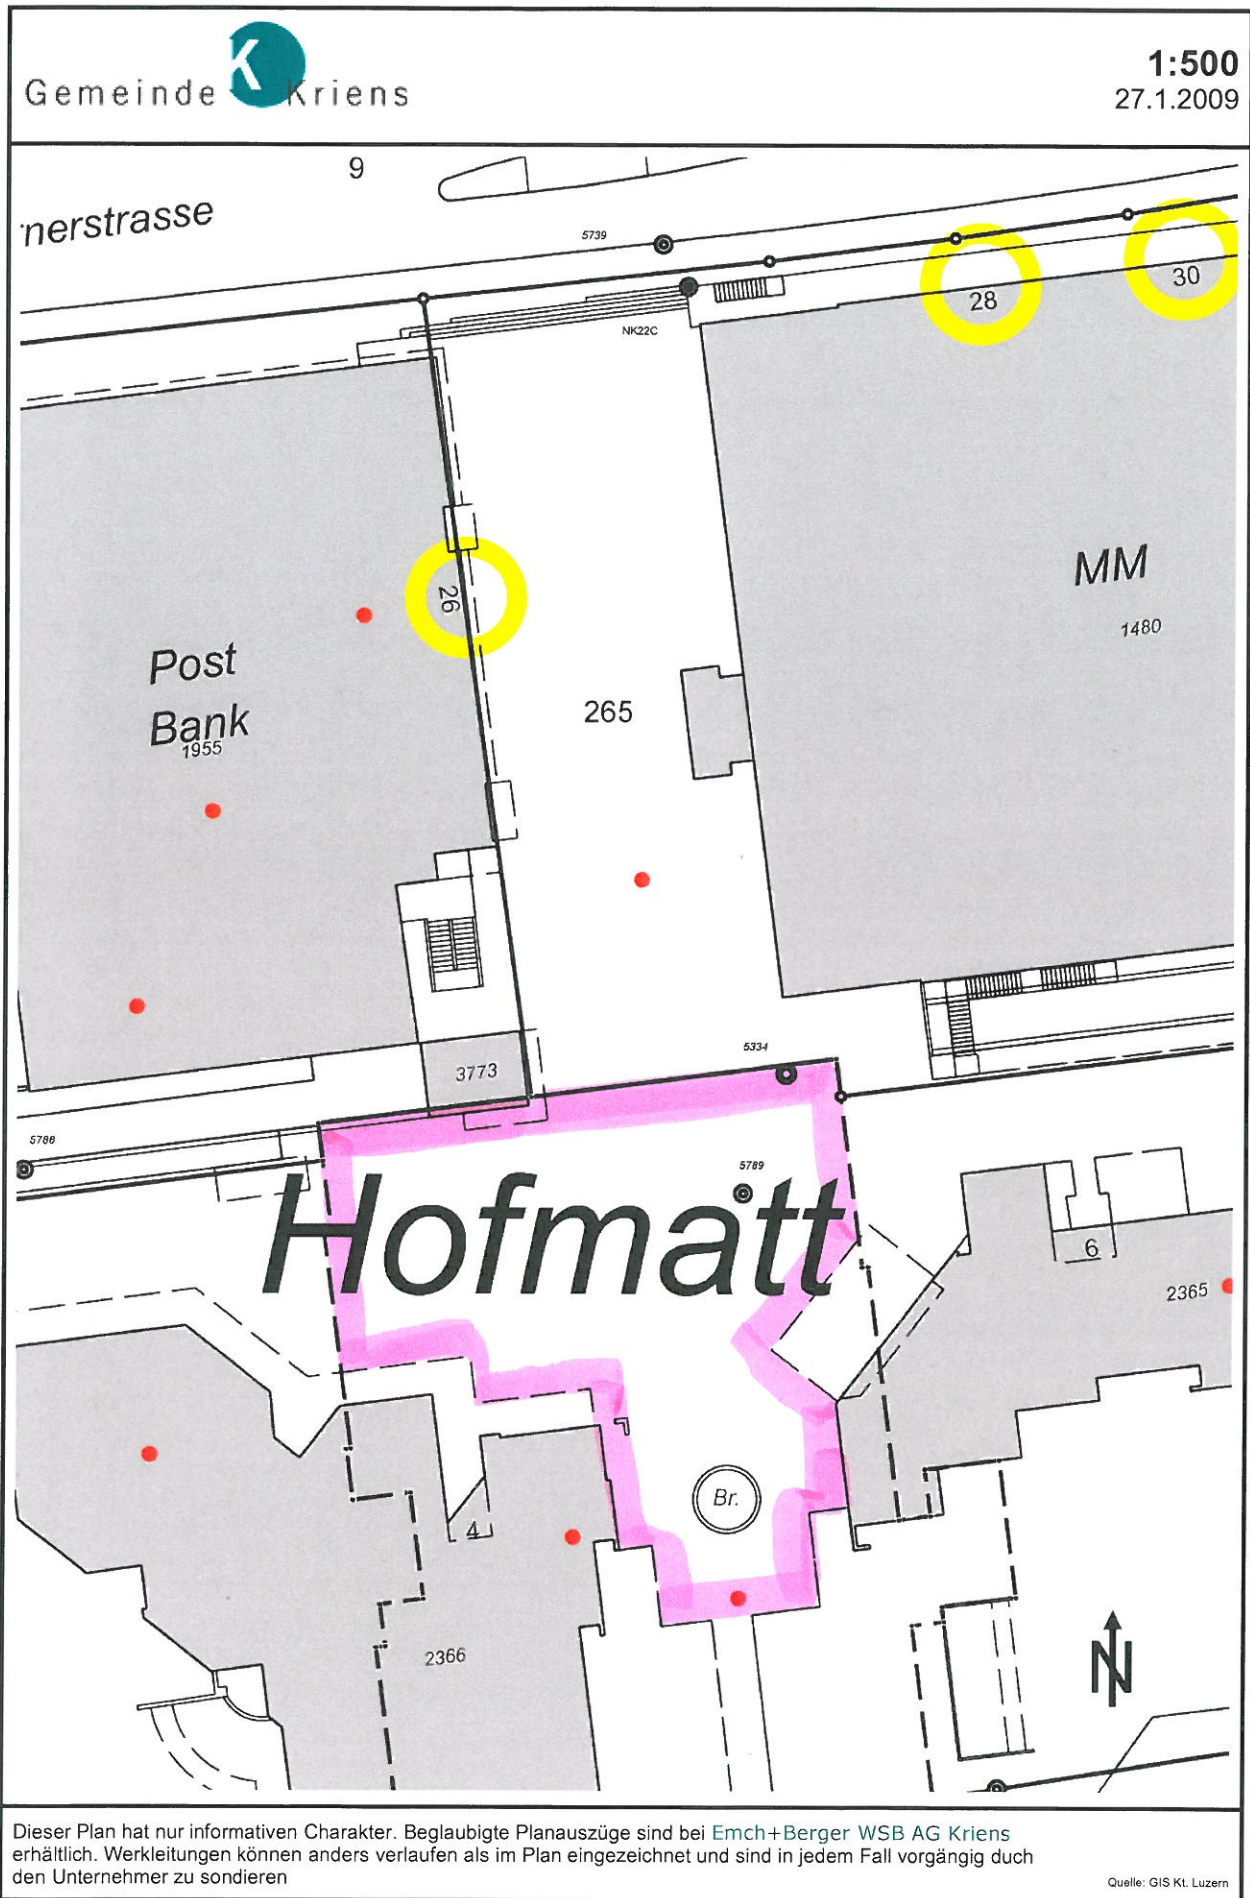 Gemeinde Kriens
1:500
27.1.2009
9
nerstrasse
5739
30
28
NK22C
MM
26
1480
Post
Bank
265
1955
5334
3773
5786
5789
Hofmatt
6
2365
Br.
4
2366
N
Dieser Plan hat nur informativen Charakter. Beglaubigte Planauszüge sind bei Emch+Berger WSB AG Kriens
erhältlich. Werkleitungen können anders verlaufen als im Plan eingezeichnet und sind in jedem Fall vorgängig duch
den Unternehmer zu sondieren
Quelle: GIS Kt. Luzern